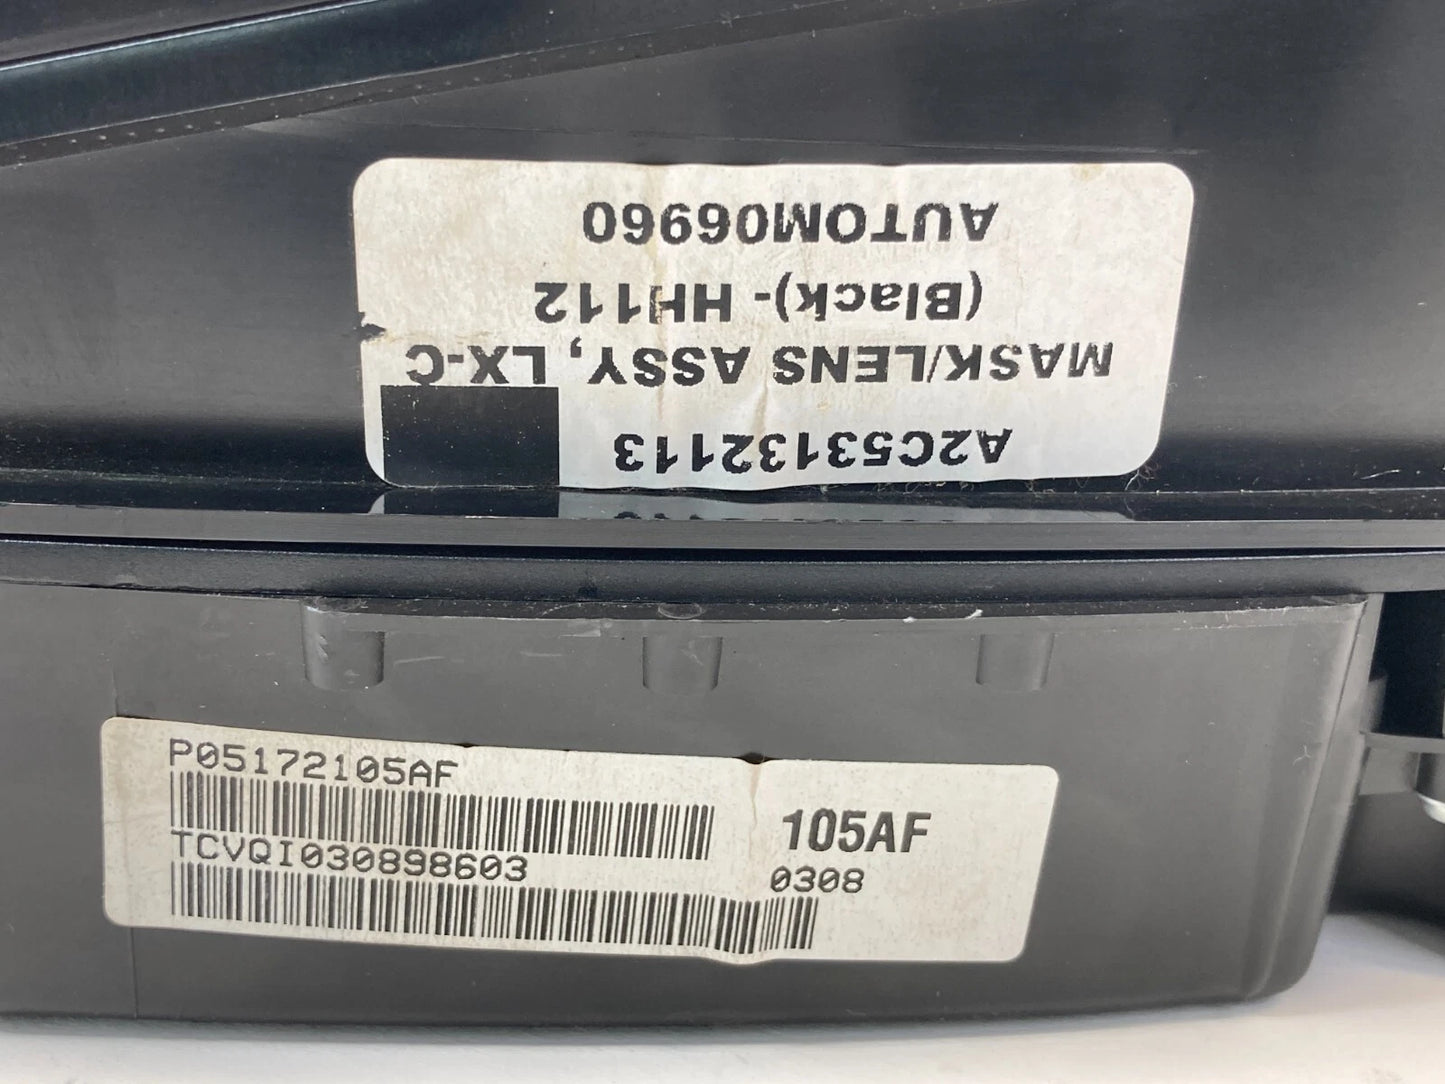 A2C53132113
MASK/LENS ASSY, LX-C
(Black)- HH112
AUTOM06960
P05172105AF
TCVQI030898603
105AF
0308